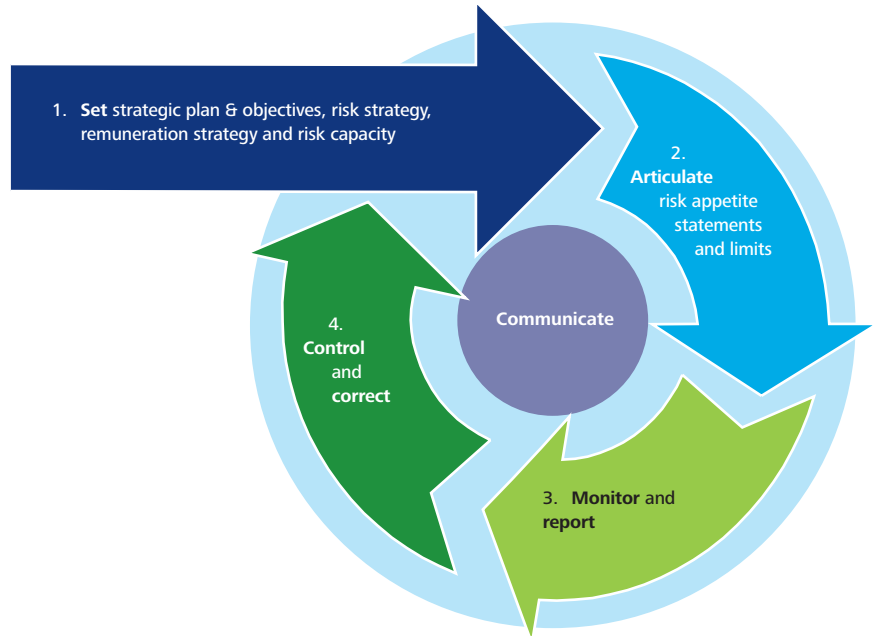 1. Set strategic plan & objectives, risk strategy,
remuneration strategy and risk capacity
2.
Articulate
risk appetite
statements
and limits
Communicate
4.
Control
and
correct
3. Monitor and
report